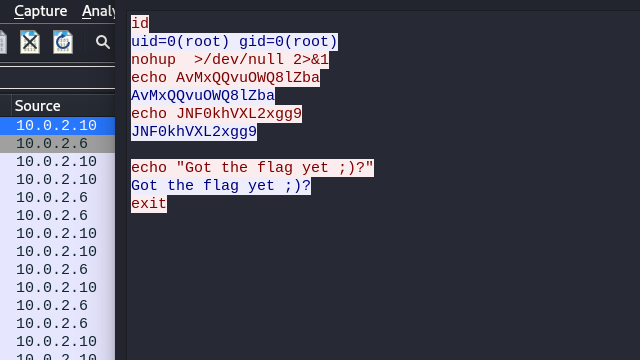 Capture Analy
Source
10.0.2.10
10.0.2.6
10.0.2.10
10.0.2.10
10.0.2.6
10.0.2.6
10.0.2.10
10.0.2.10
10.0.2.6
10.0.2.10
10.0.2.6
10.0.2.6
10.0.2.10
10.0.2.10
id
uid=0(root) gid=0(root)
nohup  >/dev/null 2>&1
echo AvMxQQvuOWQ8lZba
AvMxQQvuOWQ8lZba
echo JNF0khVXL2xgg9
JNF0khVXL2xgg9
echo "Got the flag yet ;)?"
Got the flag yet ;)?
exit